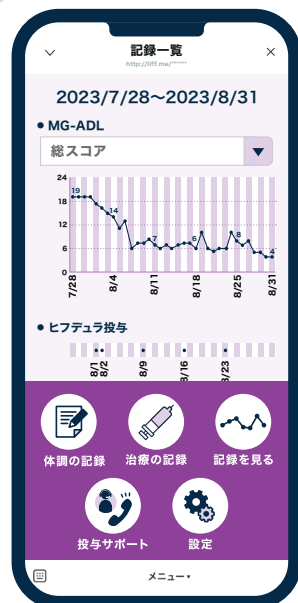 記録一覧
http://liff.me/******
2023/7/28〜2023/8/31
● MG-ADL
総スコア
24
18
12
6
0
19
14
7
6
8
4
7/28
8/4
8/11
8/18
8/25
8/31
● ヒフデュラ投与
8/1
8/2
8/9
8/16
8/23
体調の記録
治療の記録
記録を見る
投与サポート
設定
メニュー▾